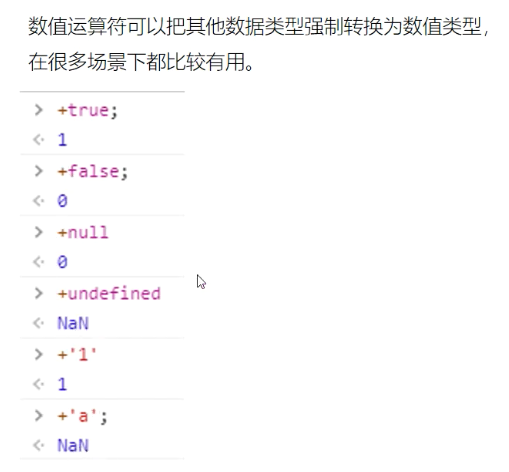 数值运算符可以把其他数据类型强制转换为数值类型，
在很多场景下都比较有用。
> +true;
<· 1
> +false;
<· 0
> +null
<· 0
> +undefined
<· NaN
> +'1'
<· 1
> +'a';
<· NaN